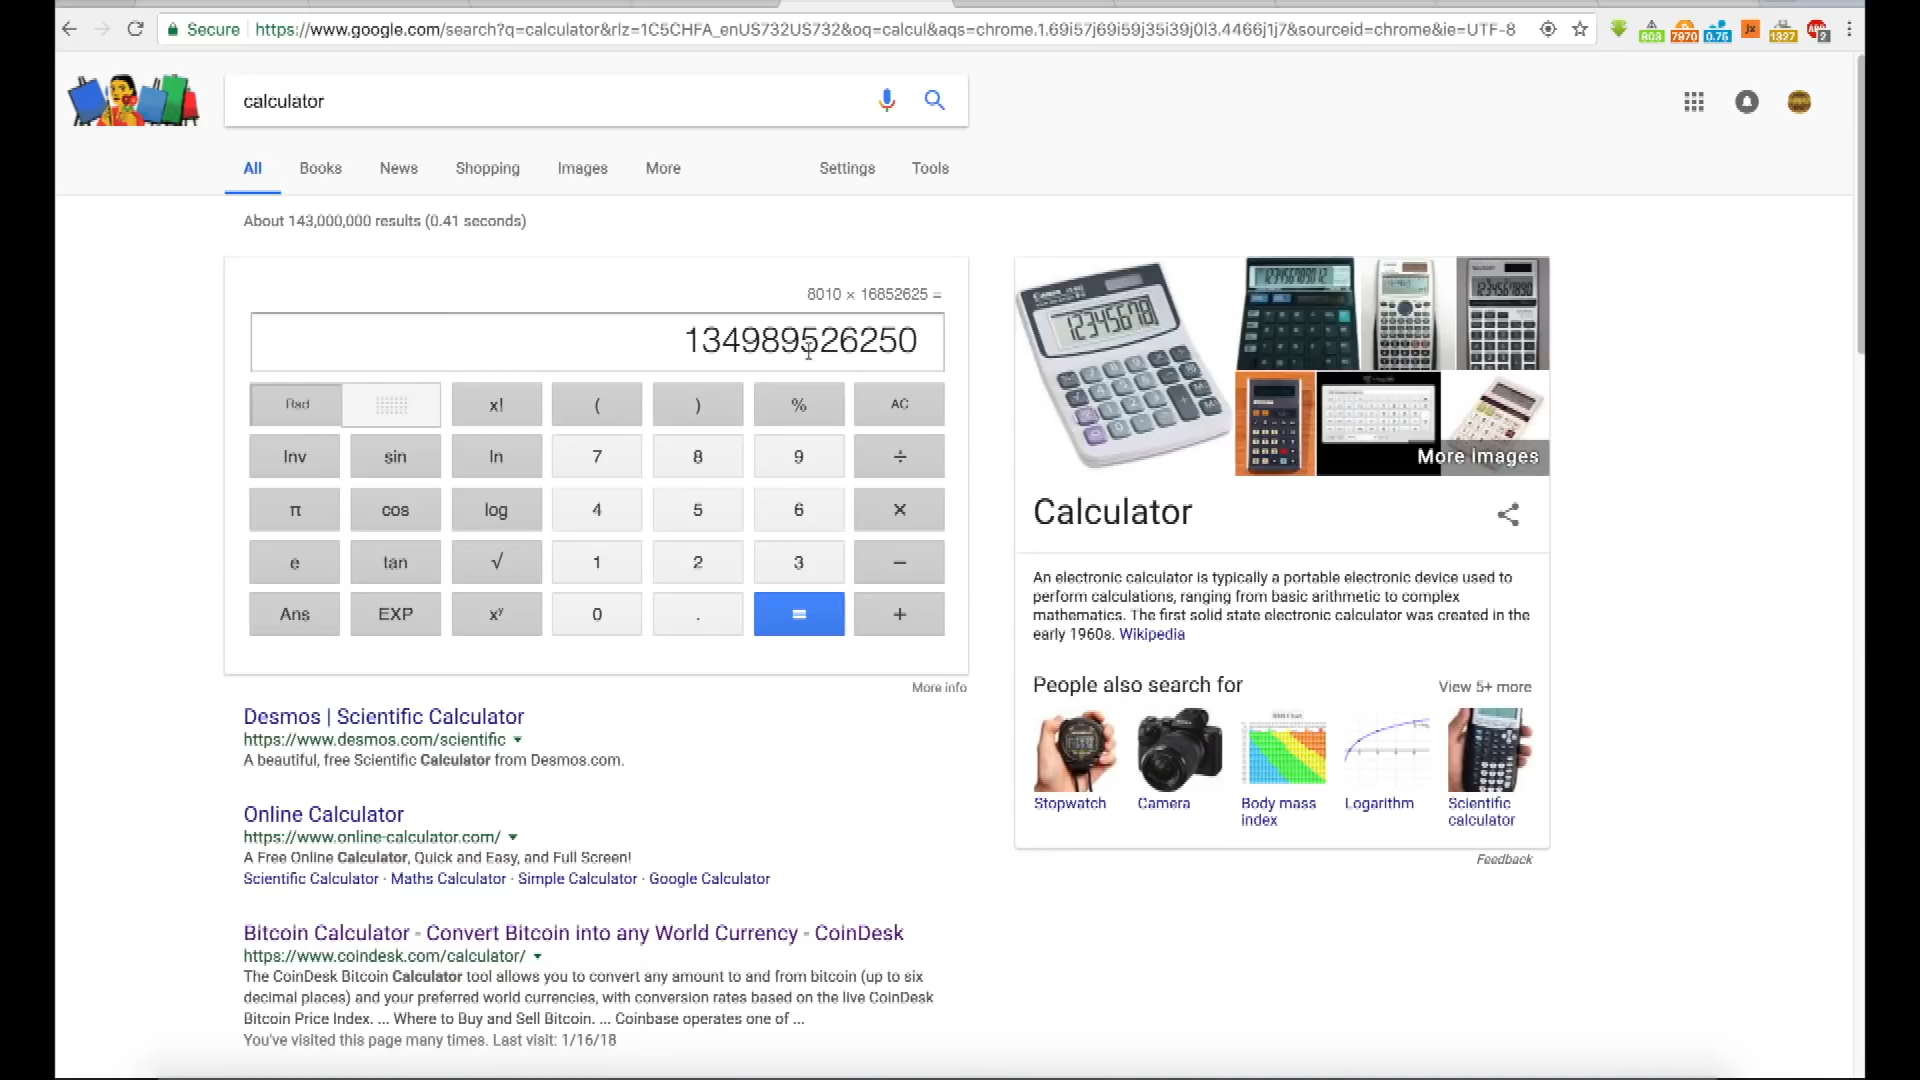 Secure https://www.google.com/search?q=calculator&rlz=1C5CHFA_enUS732US732&oq=calcul&aqs=chrome.1.69i57j69i59j35i39j0l3.4466j1j7&sourceid=chrome&ie=UTF-8
803 7970 0.75 jx 1327 2
calculator
All Books News Shopping Images More Settings Tools
About 143,000,000 results (0.41 seconds)
8010 × 16852625 =
134989526250
Rad x! ( ) % AC
Inv sin ln 7 8 9 ÷
π cos log 4 5 6 ×
e tan √ 1 2 3 −
Ans EXP xʸ 0 . = +
More info
Desmos | Scientific Calculator
https://www.desmos.com/scientific
A beautiful, free Scientific Calculator from Desmos.com.
Online Calculator
https://www.online-calculator.com/
A Free Online Calculator, Quick and Easy, and Full Screen!
Scientific Calculator · Maths Calculator · Simple Calculator · Google Calculator
Bitcoin Calculator - Convert Bitcoin into any World Currency - CoinDesk
https://www.coindesk.com/calculator/
The CoinDesk Bitcoin Calculator tool allows you to convert any amount to and from bitcoin (up to six
decimal places) and your preferred world currencies, with conversion rates based on the live CoinDesk
Bitcoin Price Index. ... Where to Buy and Sell Bitcoin. ... Coinbase operates one of ...
You've visited this page many times. Last visit: 1/16/18
More images
Calculator
An electronic calculator is typically a portable electronic device used to
perform calculations, ranging from basic arithmetic to complex
mathematics. The first solid state electronic calculator was created in the
early 1960s. Wikipedia
People also search for View 5+ more
Stopwatch
Camera
Body mass
index
Logarithm
Scientific
calculator
Feedback